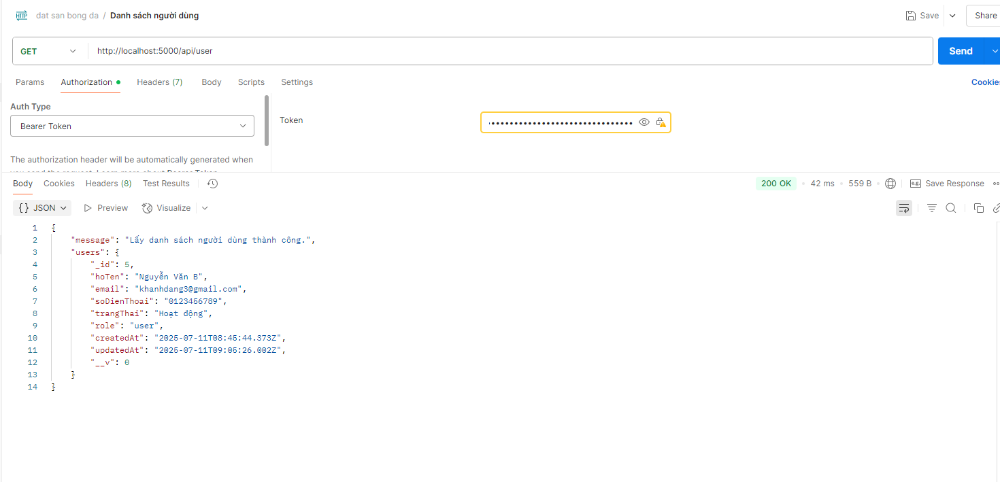 HTTP dat san bong da / Danh sách người dùng Save Share
GET http://localhost:5000/api/user Send
Params Authorization Headers (7) Body Scripts Settings Cookies
Auth Type
Bearer Token
Token
The authorization header will be automatically generated when
Body Cookies Headers (8) Test Results 200 OK • 42 ms • 559 B e.g. Save Response
{} JSON Preview Visualize
1 {
2 "message": "Lấy danh sách người dùng thành công.",
3 "users": {
4 "_id": 5,
5 "hoTen": "Nguyễn Văn B",
6 "email": "khanhdang3@gmail.com",
7 "soDienThoai": "0123456789",
8 "trangThai": "Hoạt động",
9 "role": "user",
10 "createdAt": "2025-07-11T08:45:44.373Z",
11 "updatedAt": "2025-07-11T09:05:26.002Z",
12 "__v": 0
13 }
14 }